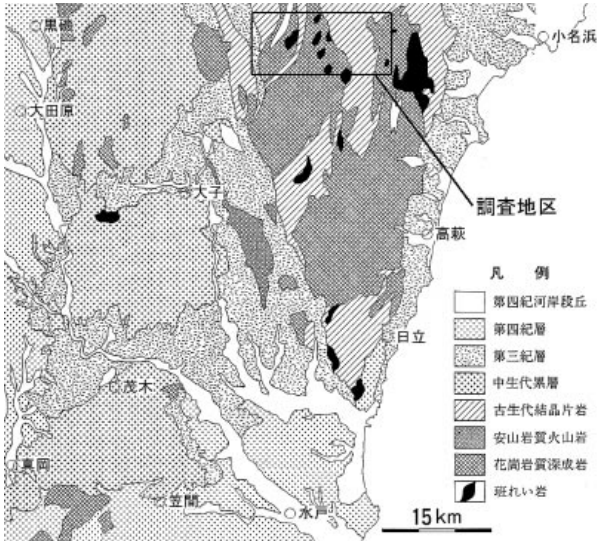 黒磯
小名浜
大田原
大子
調査地区
高萩
凡 例
第四紀河岸段丘
第四紀層
第三紀層
中生代累層
古生代結晶片岩
安山岩質火山岩
花崗岩質深成岩
斑れい岩
日立
茂木
真岡
笠間
水戸
15km